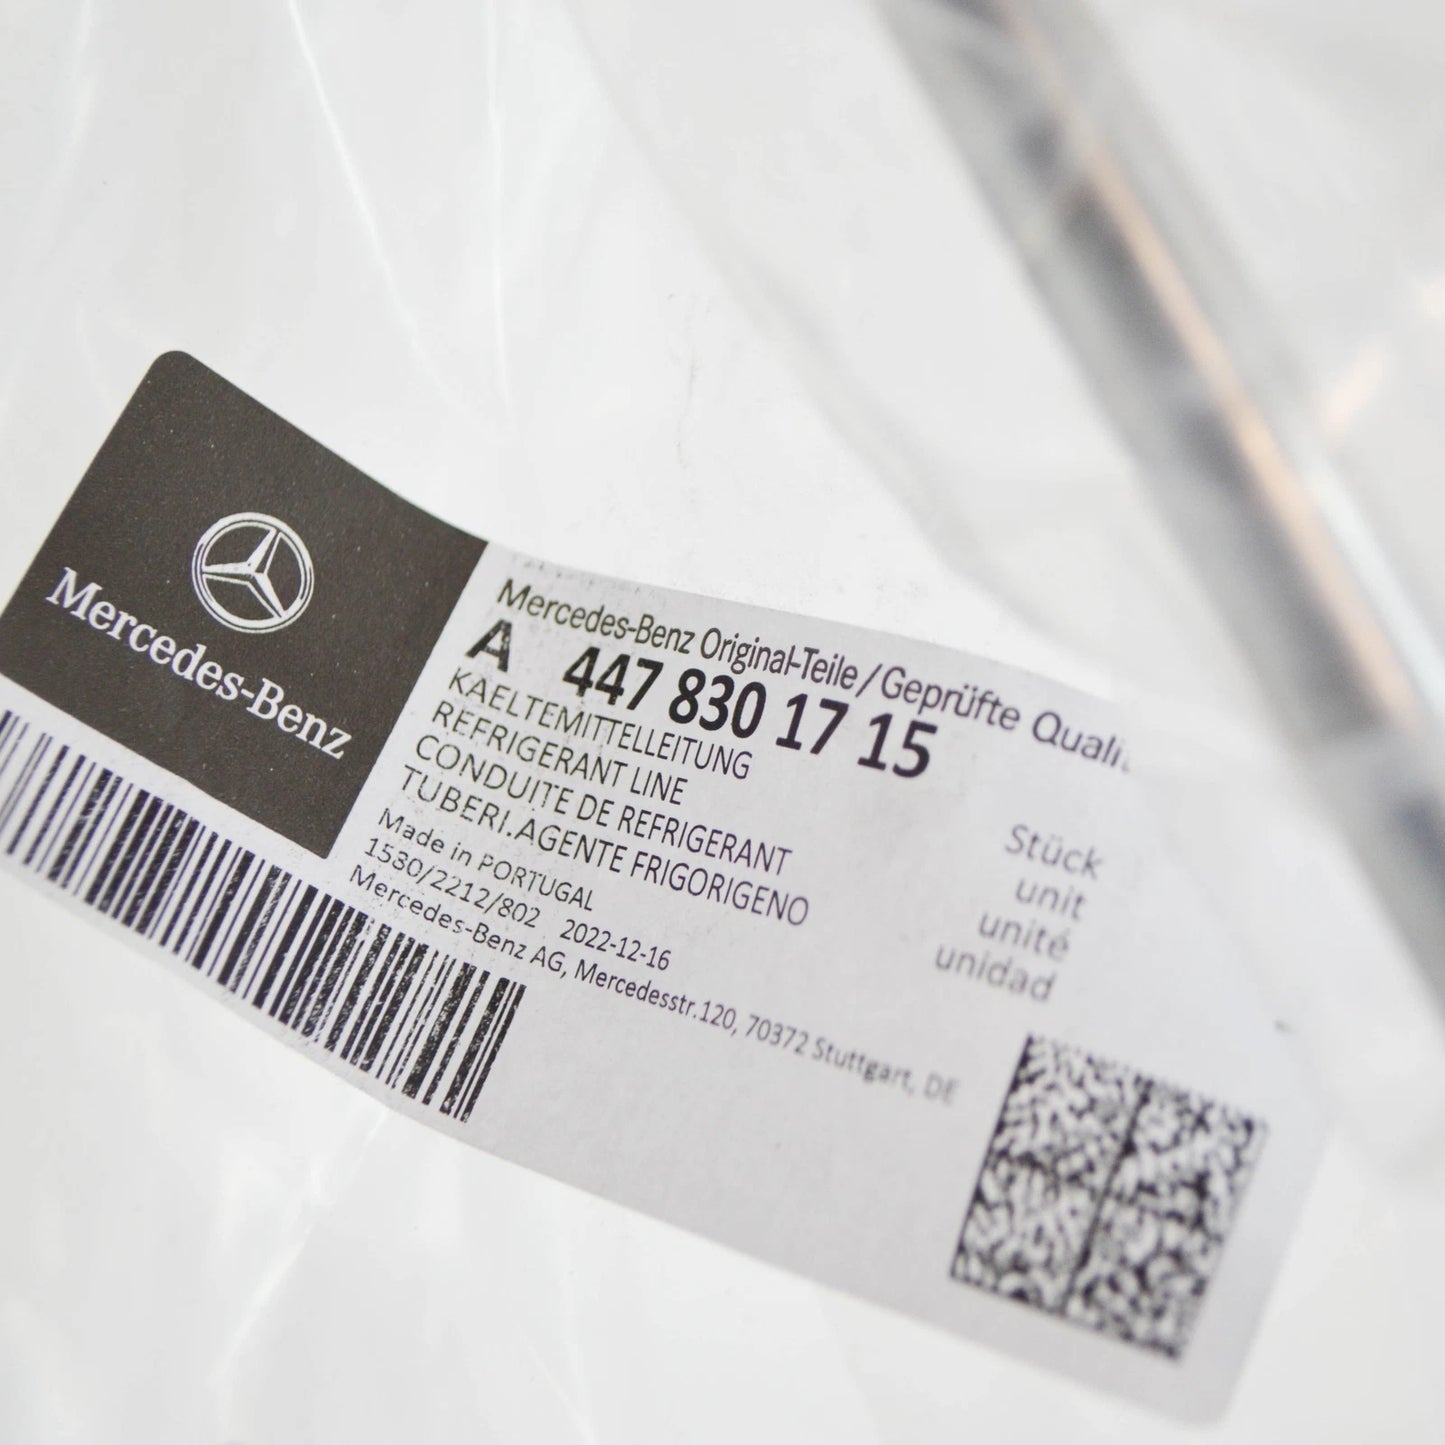 Mercedes-Benz
Mercedes-Benz Original-Teile / Geprüfte
A 447 830 17 15
KAELTEMITTELLEITUNG
REFRIGERANT LINE
CONDUITE DE REFRIGERANT
TUBERI.AGENTE FRIGORIGENO
Made in PORTUGAL
1580/2212/802 2022-12-16
Mercedes-Benz AG, Mercedesstr.120, 70372 Stuttgart, DE
Stück
unit
unité
unidad